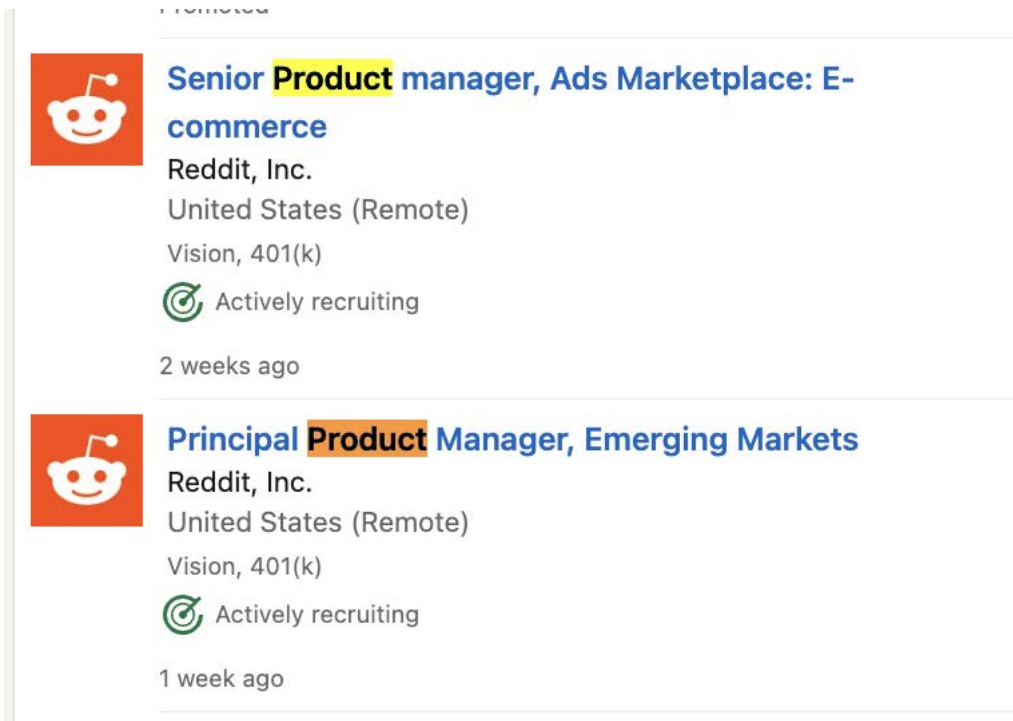 Promoted
Senior Product manager, Ads Marketplace: E-
commerce
Reddit, Inc.
United States (Remote)
Vision, 401(k)
Actively recruiting
2 weeks ago
Principal Product Manager, Emerging Markets
Reddit, Inc.
United States (Remote)
Vision, 401(k)
Actively recruiting
1 week ago